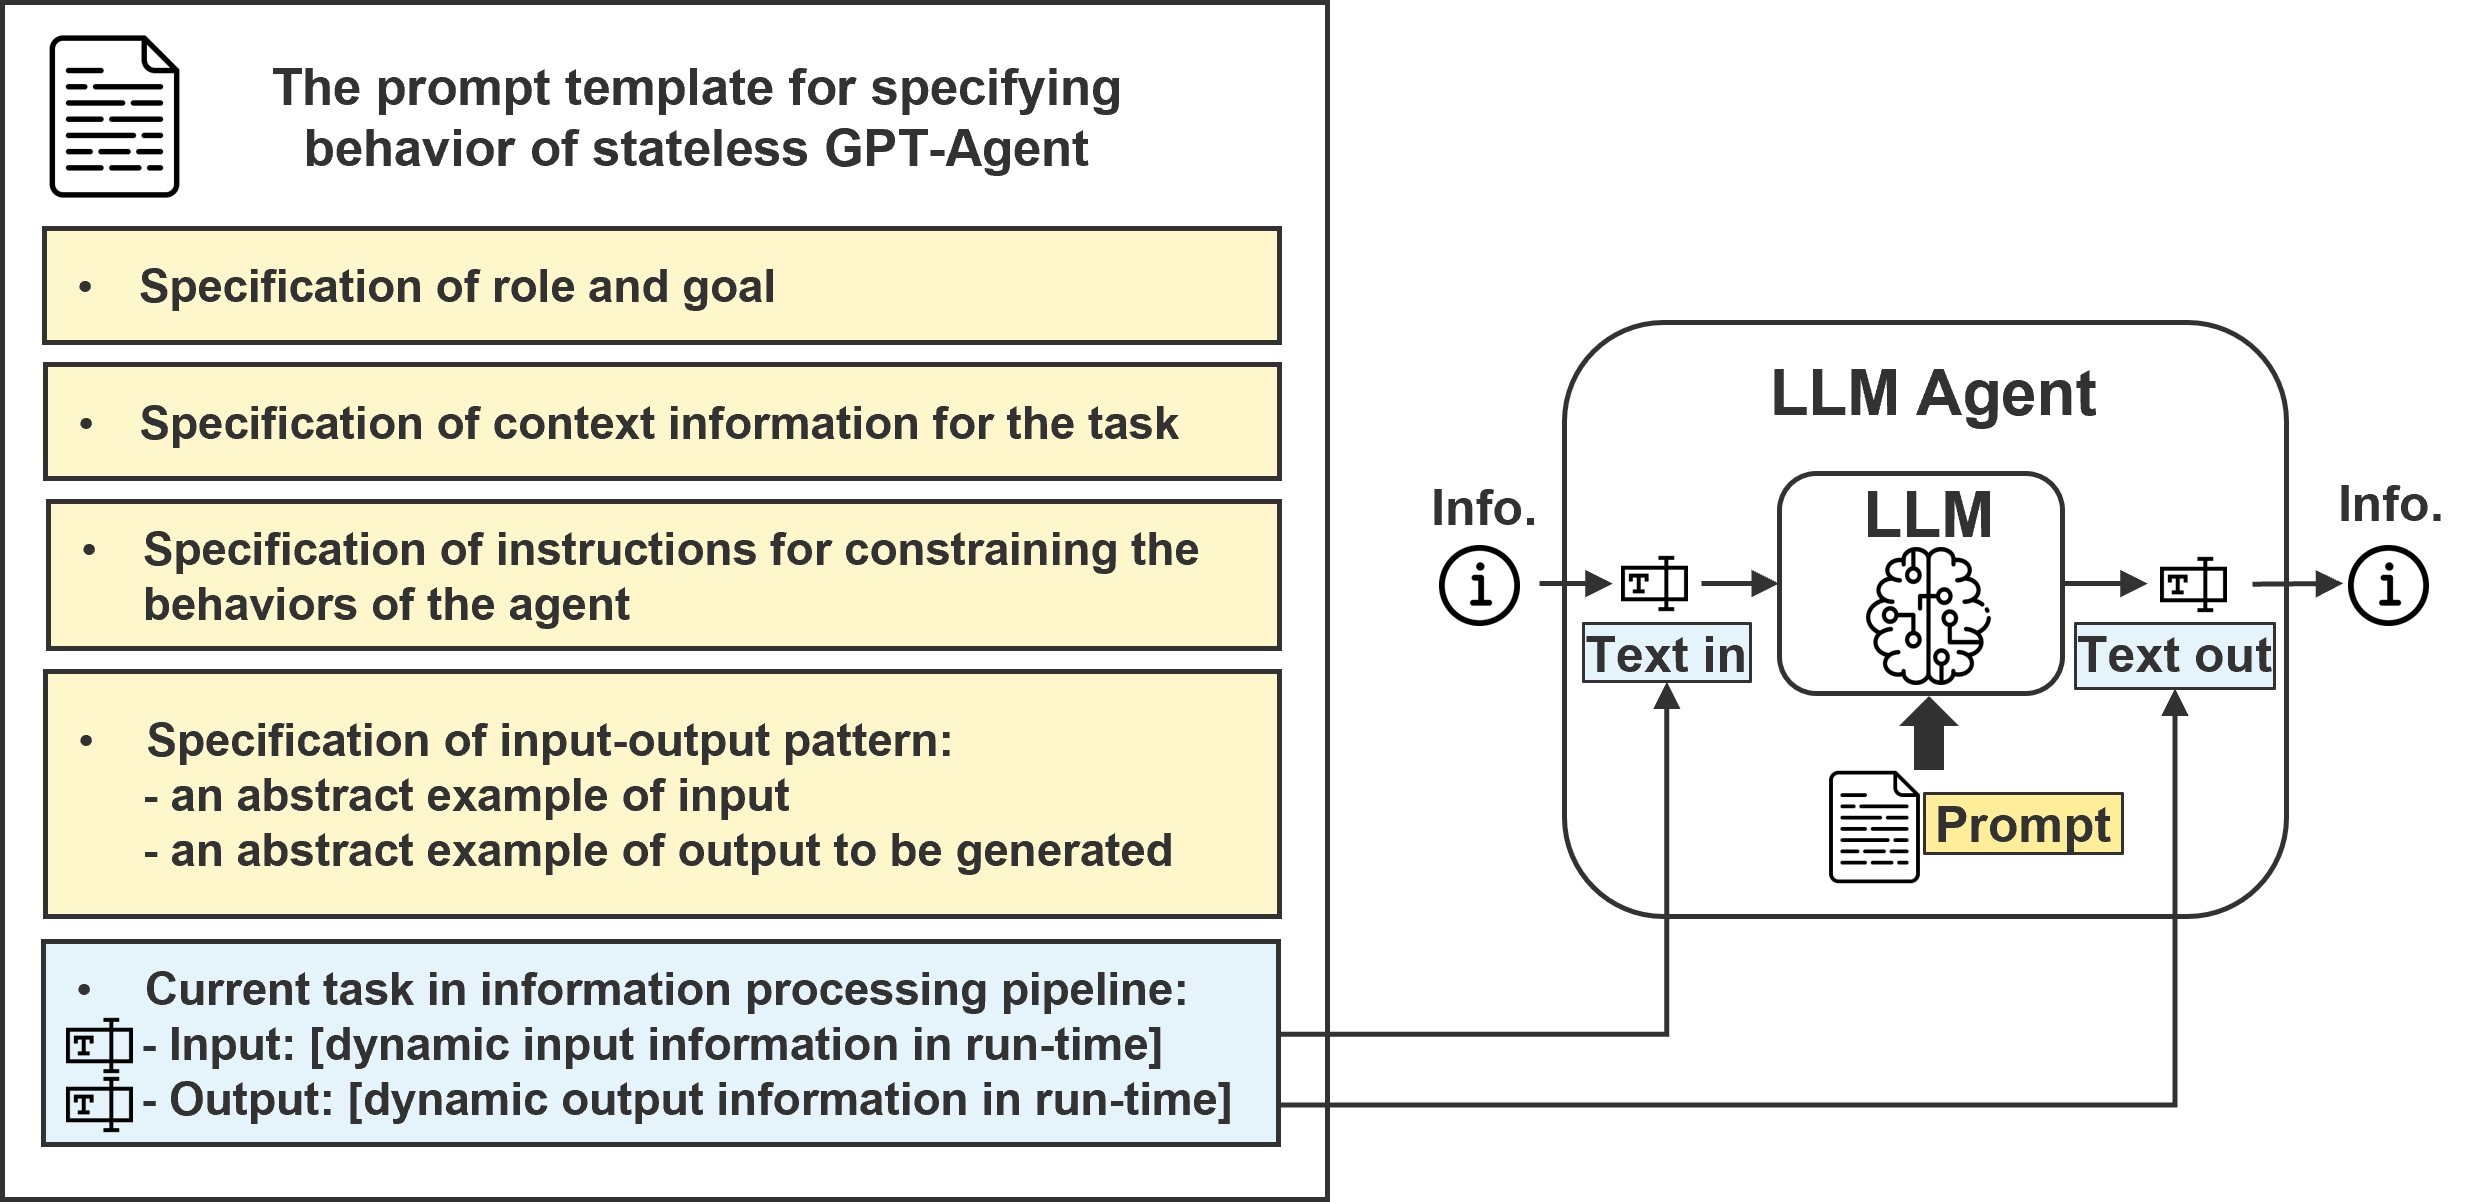 The prompt template for specifying
behavior of stateless GPT-Agent
• Specification of role and goal
• Specification of context information for the task
• Specification of instructions for constraining the
behaviors of the agent
• Specification of input-output pattern:
- an abstract example of input
- an abstract example of output to be generated
• Current task in information processing pipeline:
T - Input: [dynamic input information in run-time]
T - Output: [dynamic output information in run-time]
LLM Agent
Info.
i
T
Text in
LLM
T
Text out
Info.
i
Prompt